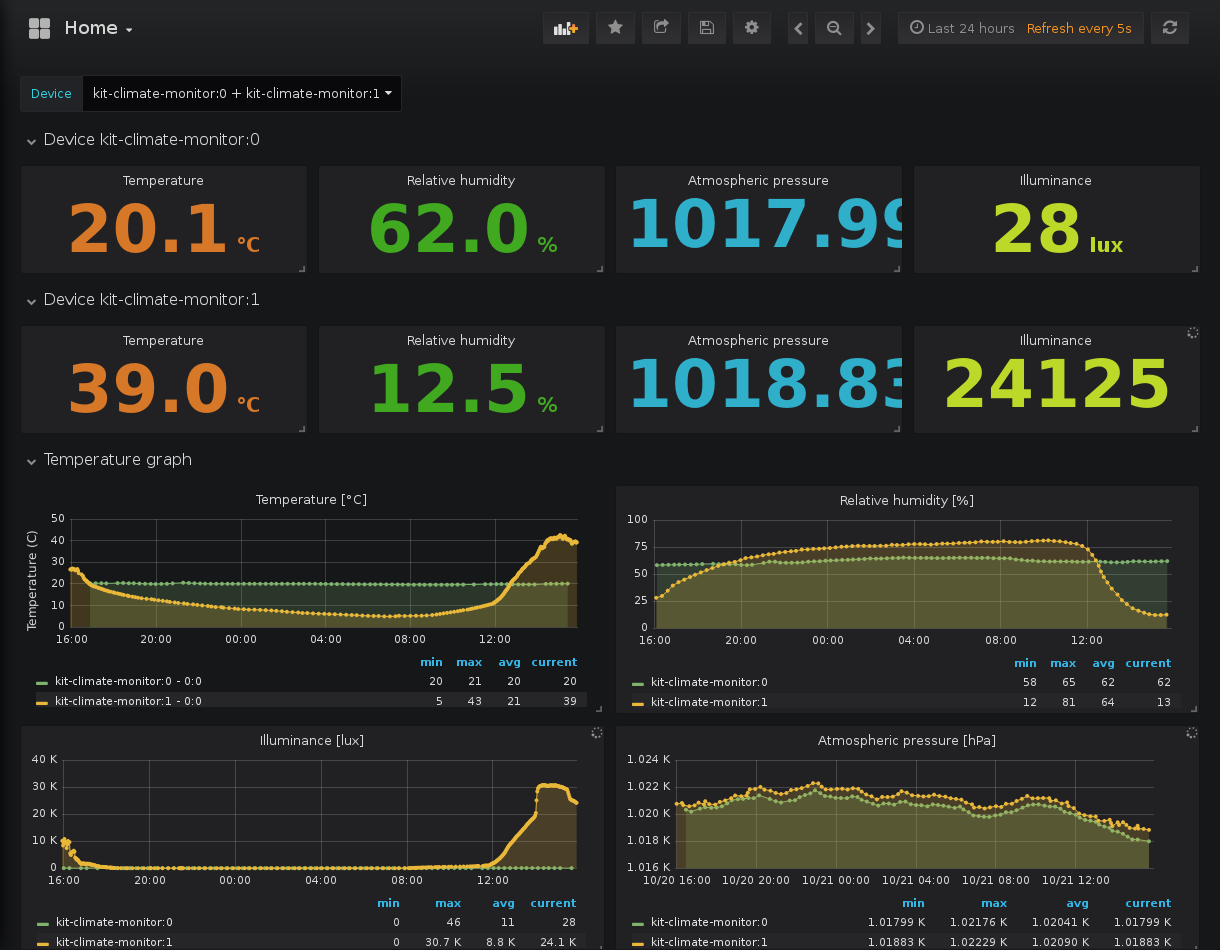 Home
Last 24 hours Refresh every 5s
Device kit-climate-monitor:0 + kit-climate-monitor:1
Device kit-climate-monitor:0
Temperature Relative humidity Atmospheric pressure Illuminance
20.1 °C 62.0 % 1017.99 28 lux
Device kit-climate-monitor:1
Temperature Relative humidity Atmospheric pressure Illuminance
39.0 °C 12.5 % 1018.83 24125
Temperature graph
Temperature [°C]
Temperature (C)
50
40
30
20
10
0
16:00 20:00 00:00 04:00 08:00 12:00
min max avg current
kit-climate-monitor:0 - 0:0 20 21 20 20
kit-climate-monitor:1 - 0:0 5 43 21 39
Relative humidity [%]
100
75
50
25
0
16:00 20:00 00:00 04:00 08:00 12:00
min max avg current
kit-climate-monitor:0 58 65 62 62
kit-climate-monitor:1 12 81 64 13
Illuminance [lux]
40 K
30 K
20 K
10 K
0
16:00 20:00 00:00 04:00 08:00 12:00
min max avg current
kit-climate-monitor:0 0 46 11 28
kit-climate-monitor:1 0 30.7 K 8.8 K 24.1 K
Atmospheric pressure [hPa]
1.024 K
1.022 K
1.020 K
1.018 K
1.016 K
10/20 16:00 10/20 20:00 10/21 00:00 10/21 04:00 10/21 08:00 10/21 12:00
min max avg current
kit-climate-monitor:0 1.01799 K 1.02176 K 1.02041 K 1.01799 K
kit-climate-monitor:1 1.01883 K 1.02229 K 1.02090 K 1.01883 K